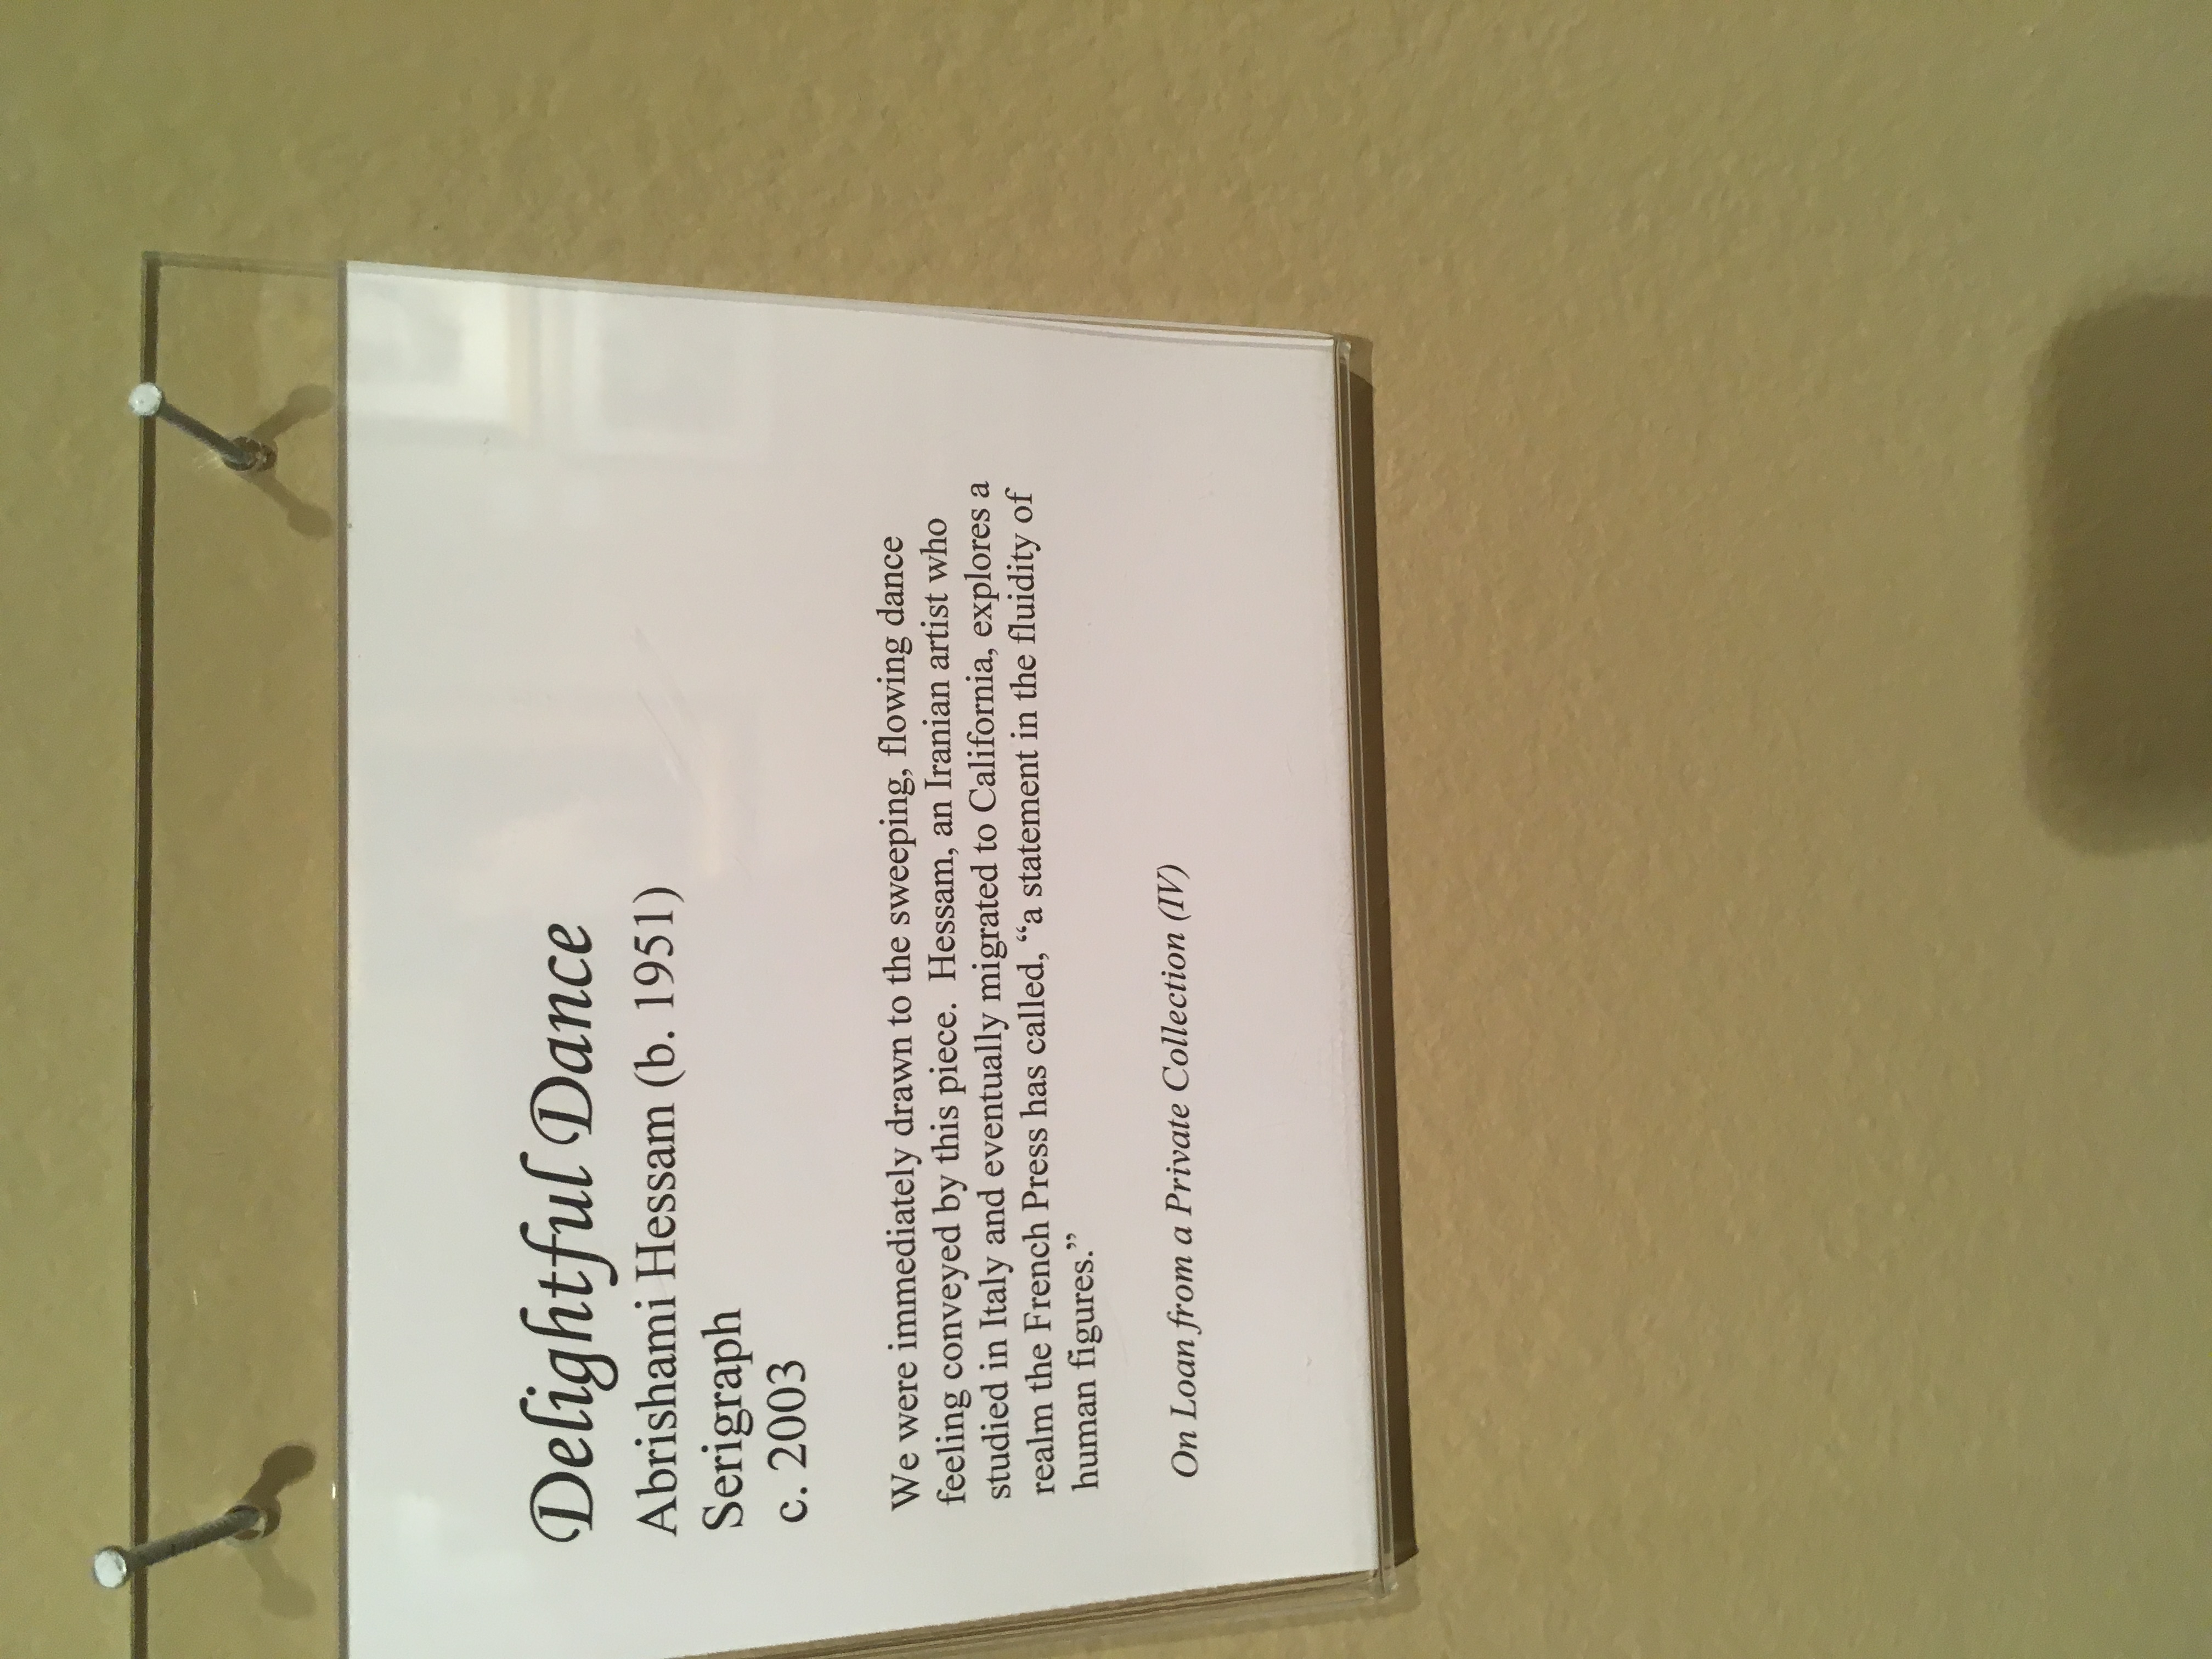 Delightful Dance
Abrishami Hessam (b. 1951)
Serigraph
c. 2003
We were immediately drawn to the sweeping, flowing dance
feeling conveyed by this piece.  Hessam, an Iranian artist who
studied in Italy and eventually migrated to California, explores a
realm the French Press has called, “a statement in the fluidity of
human figures.”
On Loan from a Private Collection (IV)